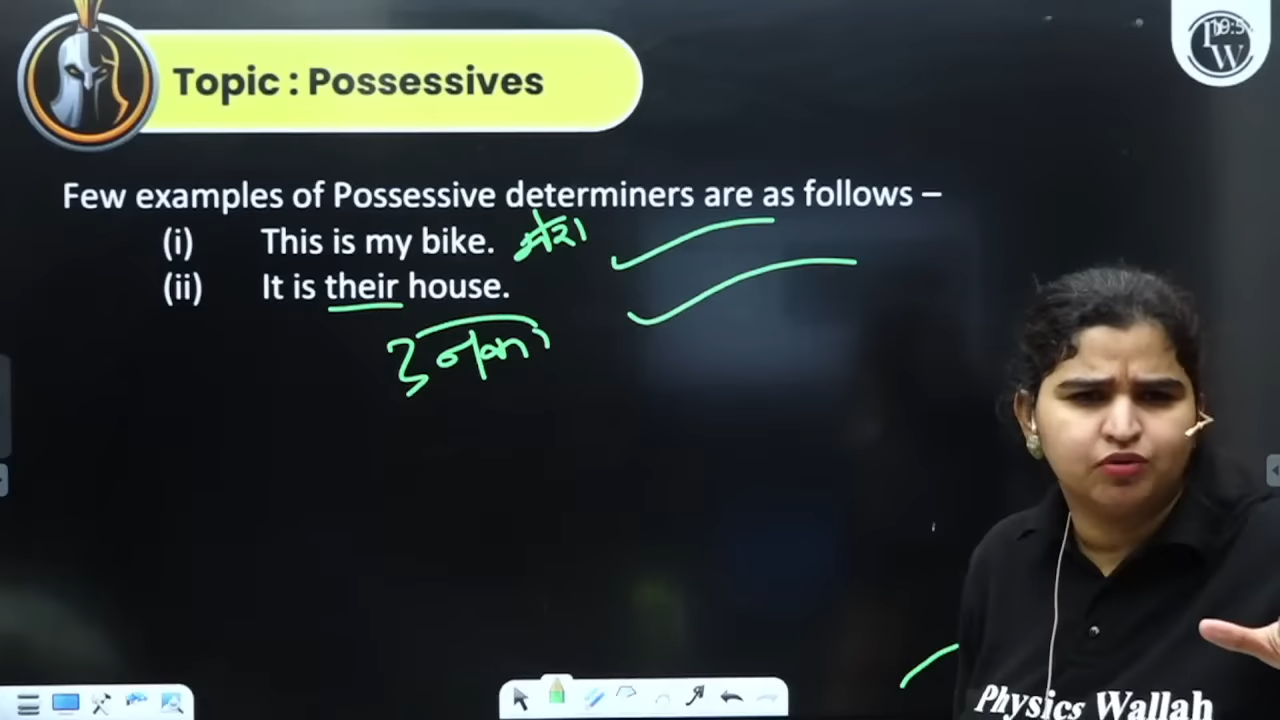 Topic : Possessives
Few examples of Possessive determiners are as follows –
(i) This is my bike. मेरा
(ii) It is their house.
उनका
Physics Wallah